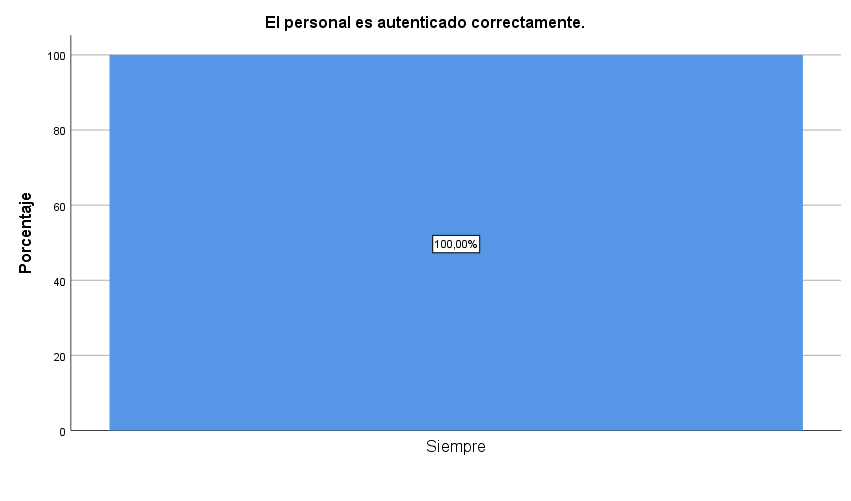 El personal es autenticado correctamente.
Porcentaje
100
80
60
40
20
0
100,00%
Siempre